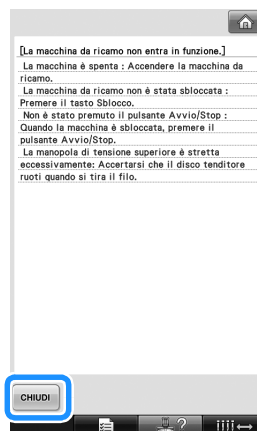 [La macchina da ricamo non entra in funzione.]
La macchina è spenta : Accendere la macchina da
ricamo.
La macchina da ricamo non è stata sbloccata :
Premere il tasto Sblocco.
Non è stato premuto il pulsante Avvio/Stop :
Quando la macchina è sbloccata, premere il
pulsante Avvio/Stop.
La manopola di tensione superiore è stretta
eccessivamente: Accertarsi che il disco tenditore
ruoti quando si tira il filo.
CHIUDI
?